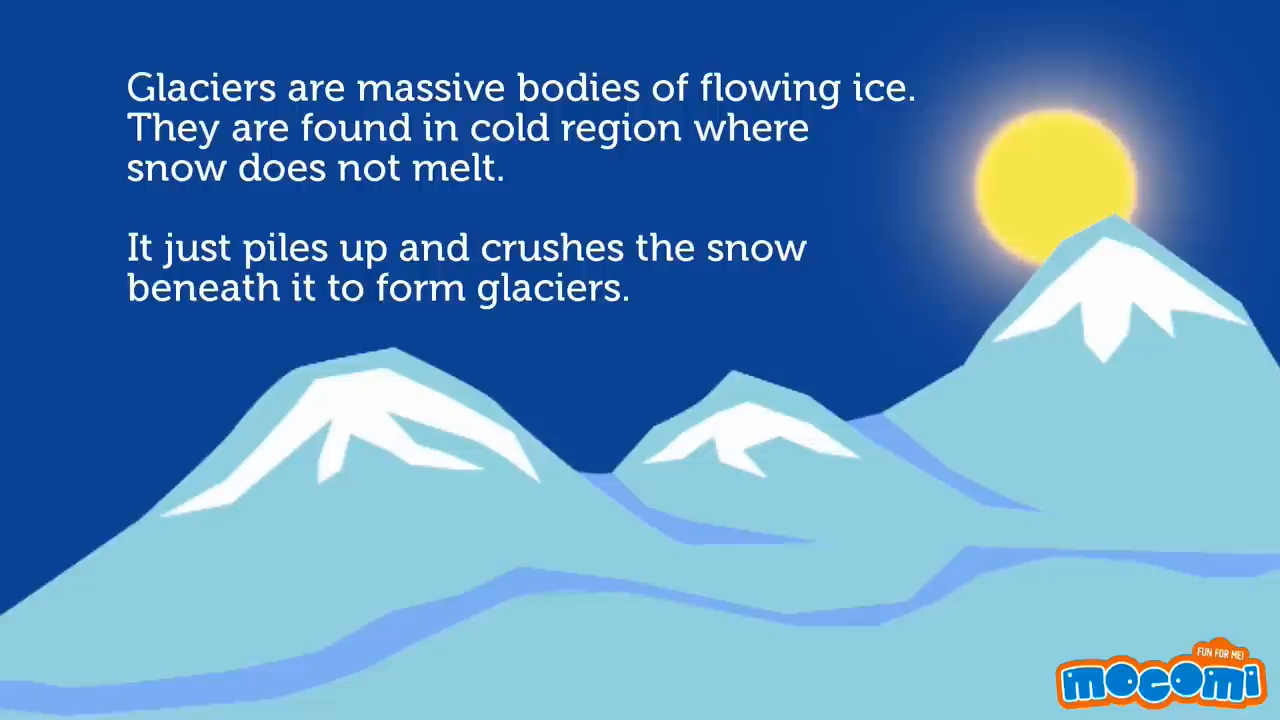 Glaciers are massive bodies of flowing ice.
They are found in cold region where
snow does not melt.
It just piles up and crushes the snow
beneath it to form glaciers.
FUN FOR ME!
mocomi